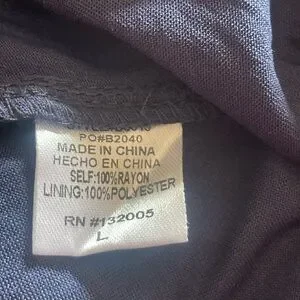 PO#B2040
MADE IN CHINA
HECHO EN CHINA
SELF:100%RAYON
LINING:100%POLYESTER
RN #132005
L